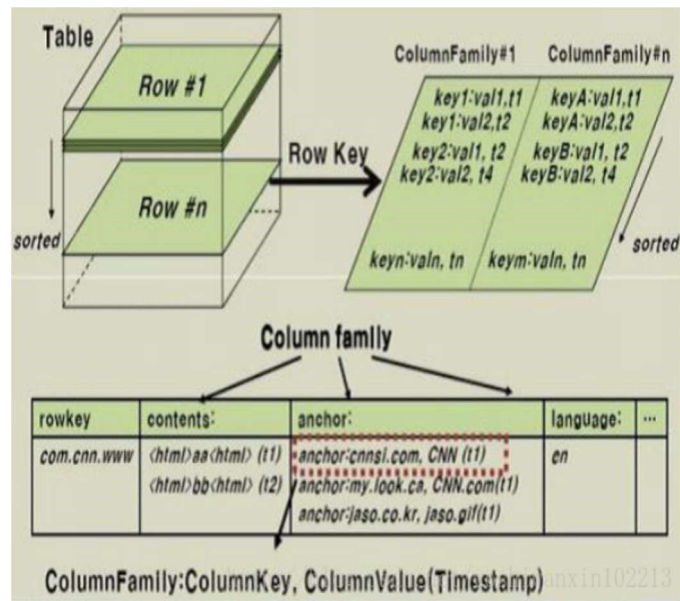 Table
Row #1
Row #n
sorted
Row Key
ColumnFamily#1 ColumnFamily#n
key1:val1,t1 keyA:val1,t1
key1:val2,t2 keyA:val2,t2
key2:val1, t2 keyB:val1, t2
key2:val2, t4 keyB:val2, t4
keyn:valn, tn keym:valn, tn
sorted
Column family
rowkey contents: anchor: language: ...
com.cnn.www <html>aa<html> (t1) anchor:cnnsi.com, CNN (t1) en
<html>bb<html> (t2) anchor:my.look.ca, CNN.com(t1)
anchor:jaso.co.kr, jaso.gif(t1)
ColumnFamily:ColumnKey, ColumnValue(Timestamp)